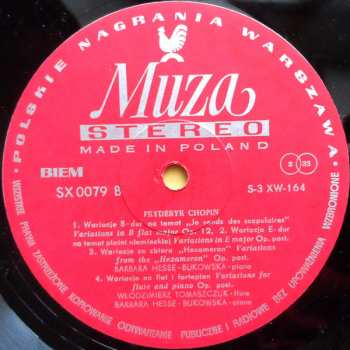 • POLSKIE NAGRANIA WARSZAWA •
Muza
STEREO
MADE IN POLAND
BIEM
SX 0079 B
S-3 XW-164
33
FRYDERYK CHOPIN
1. Wariacje B-dur na temat „Je vends des scapulaires"
Variations in B flat major Op. 12, 2. Wariacje E-dur
na temat pieśni niemieckiej Variations in E major Op. post.
3. Wariacje ze zbioru „Hexameron" Variations
from the „Hexameron" Op. post.
BARBARA HESSE-BUKOWSKA-piano
4. Wariacje na flet i fortepian Variations for
flute and piano Op. post.
WŁODZIMIERZ TOMASZCZUK-flute
BARBARA HESSE-BUKOWSKA-piano
WSZELKIE PRAWA ZASTRZEŻONE KOPIOWANIE ODTWARZANIE PUBLICZNE I RADIOWE BEZ UPOWAŻNIENIA WZBRONIONE